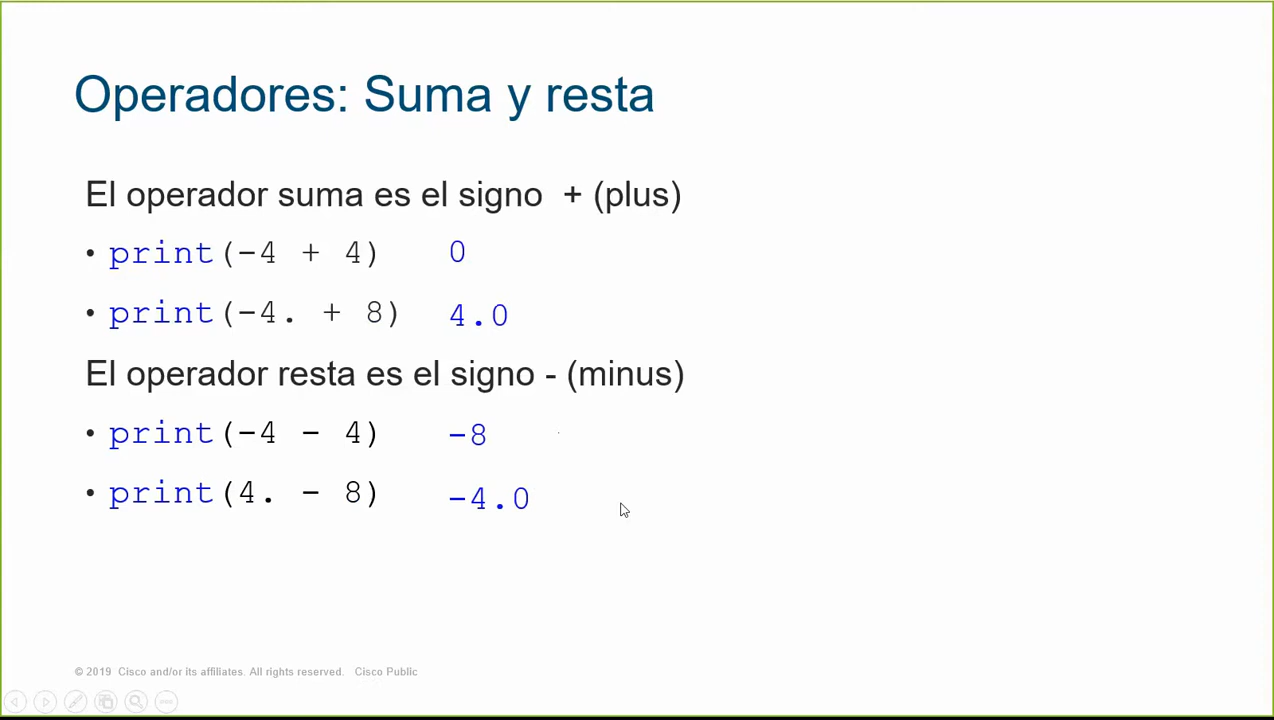 Operadores: Suma y resta
El operador suma es el signo + (plus)
• print(-4 + 4) 0
• print(-4. + 8) 4.0
El operador resta es el signo - (minus)
• print(-4 - 4) -8
• print(4. - 8) -4.0
© 2019 Cisco and/or its affiliates. All rights reserved. Cisco Public